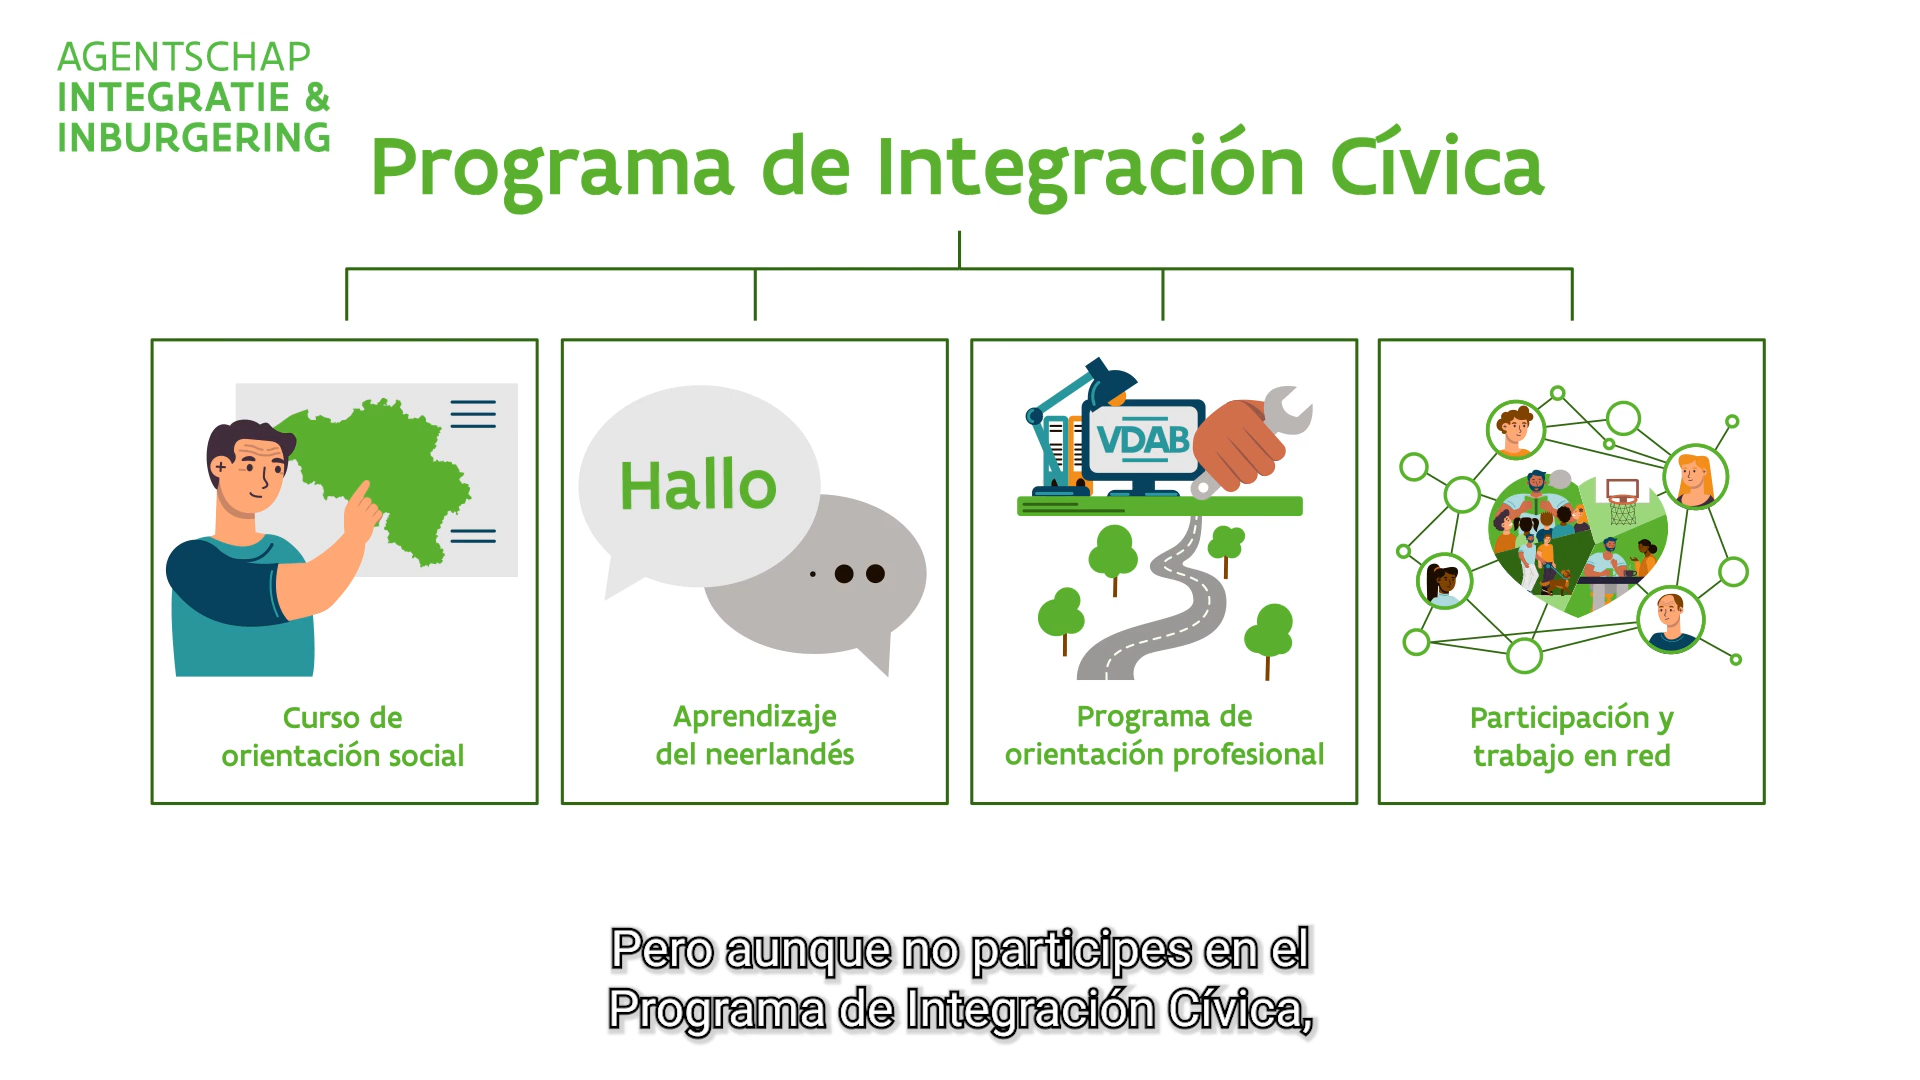 AGENTSCHAP
INTEGRATIE &
INBURGERING
Programa de Integración Cívica
Hallo
VDAB
Curso de
orientación social
Aprendizaje
del neerlandés
Programa de
orientación profesional
Participación y
trabajo en red
Pero aunque no participes en el
Programa de Integración Cívica,